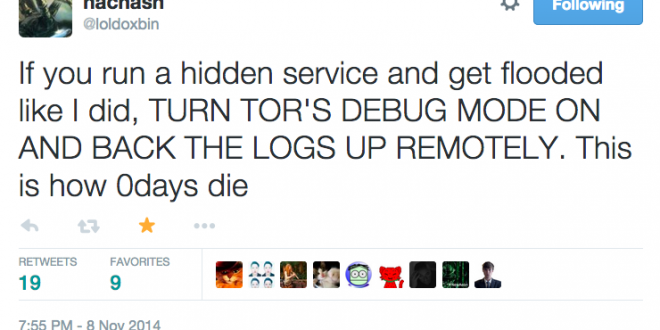 nachash
@loldoxbin
Following
If you run a hidden service and get flooded
like I did, TURN TOR'S DEBUG MODE ON
AND BACK THE LOGS UP REMOTELY. This
is how 0days die
RETWEETS
FAVORITES
19
9
7:55 PM - 8 Nov 2014